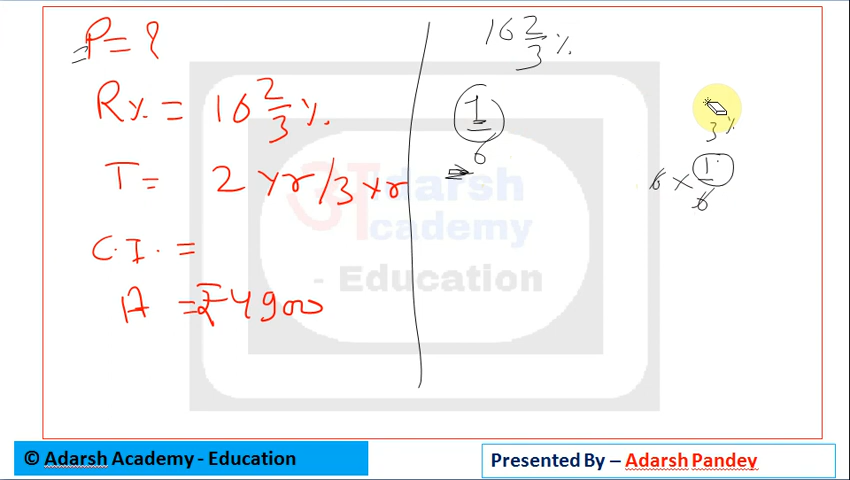 P = ?
R%. = 16 2/3 %.
T = 2 Yr/3 Yr
C.I. =
A = ₹4900
16 2/3 %
1/6
3%
6 × 1/6
Adarsh
Academy
- Education
© Adarsh Academy - Education
Presented By – Adarsh Pandey